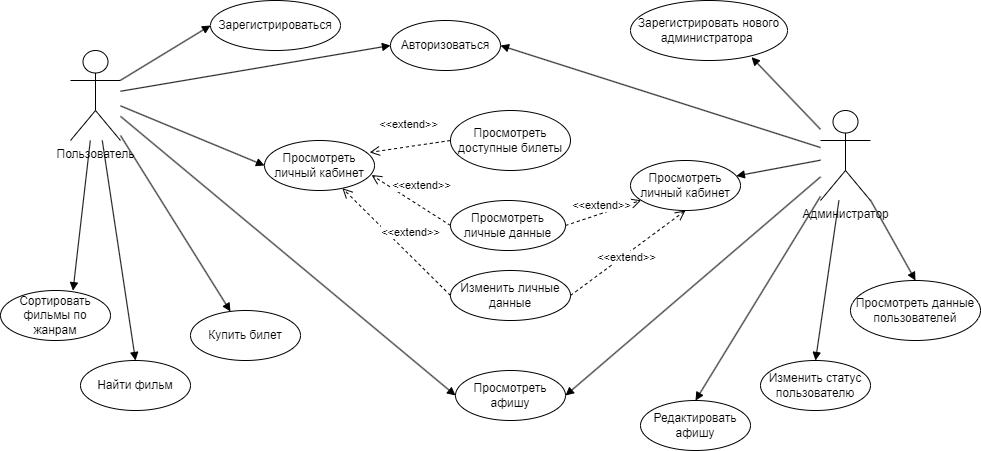 Зарегистрироваться
Авторизоваться
Зарегистрировать нового
администратора
<<extend>>
Просмотреть
доступные билеты
Пользователь
Просмотреть
личный кабинет
Просмотреть
личный кабинет
<<extend>>
<<extend>>
Просмотреть
личные данные
Администратор
<<extend>>
<<extend>>
Изменить личные
данные
Сортировать
фильмы по
жанрам
Купить билет
Просмотреть данные
пользователей
Найти фильм
Просмотреть
афишу
Изменить статус
пользователю
Редактировать
афишу